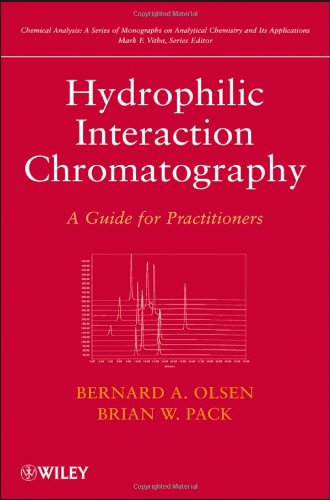 Chemical Analysis: A Series of Monographs on Analytical Chemistry and Its Applications
Mark F. Vitha, Series Editor
Hydrophilic
Interaction
Chromatography
A Guide for Practitioners
Minutes
BERNARD A. OLSEN
BRIAN W. PACK
WILEY